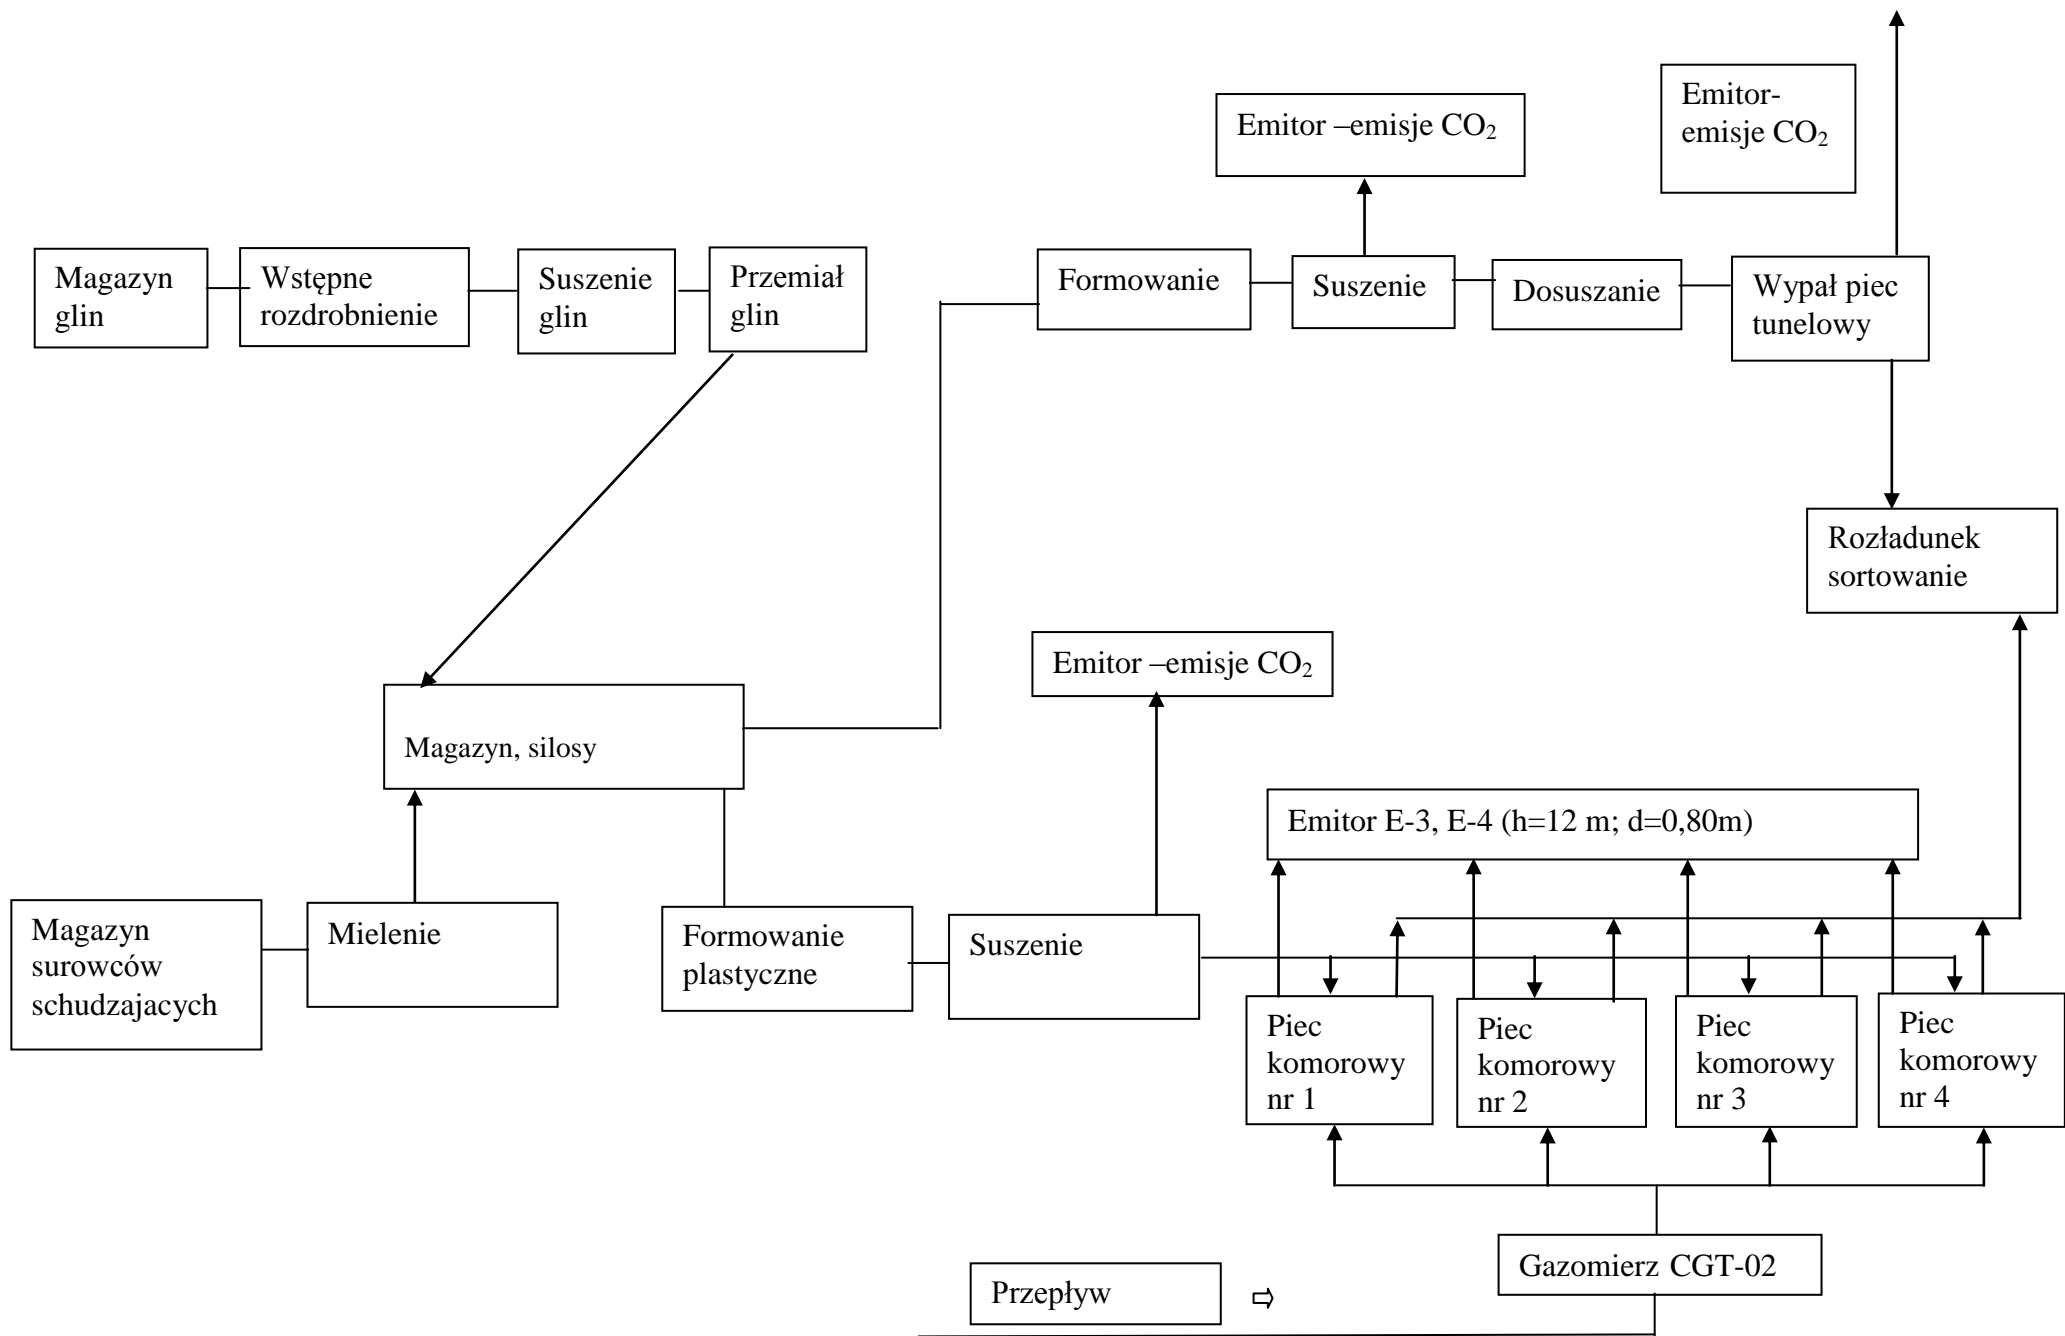 Emitor-
emisje CO₂
Emitor –emisje CO₂
Magazyn
glin
Wstępne
rozdrobnienie
Suszenie
glin
Przemiał
glin
Formowanie
Suszenie
Dosuszanie
Wypał piec
tunelowy
Rozładunek
sortowanie
Emitor –emisje CO₂
Magazyn, silosy
Emitor E-3, E-4 (h=12 m; d=0,80m)
Magazyn
surowców
schudzajacych
Mielenie
Formowanie
plastyczne
Suszenie
Piec
komorowy
nr 1
Piec
komorowy
nr 2
Piec
komorowy
nr 3
Piec
komorowy
nr 4
Gazomierz CGT-02
Przepływ